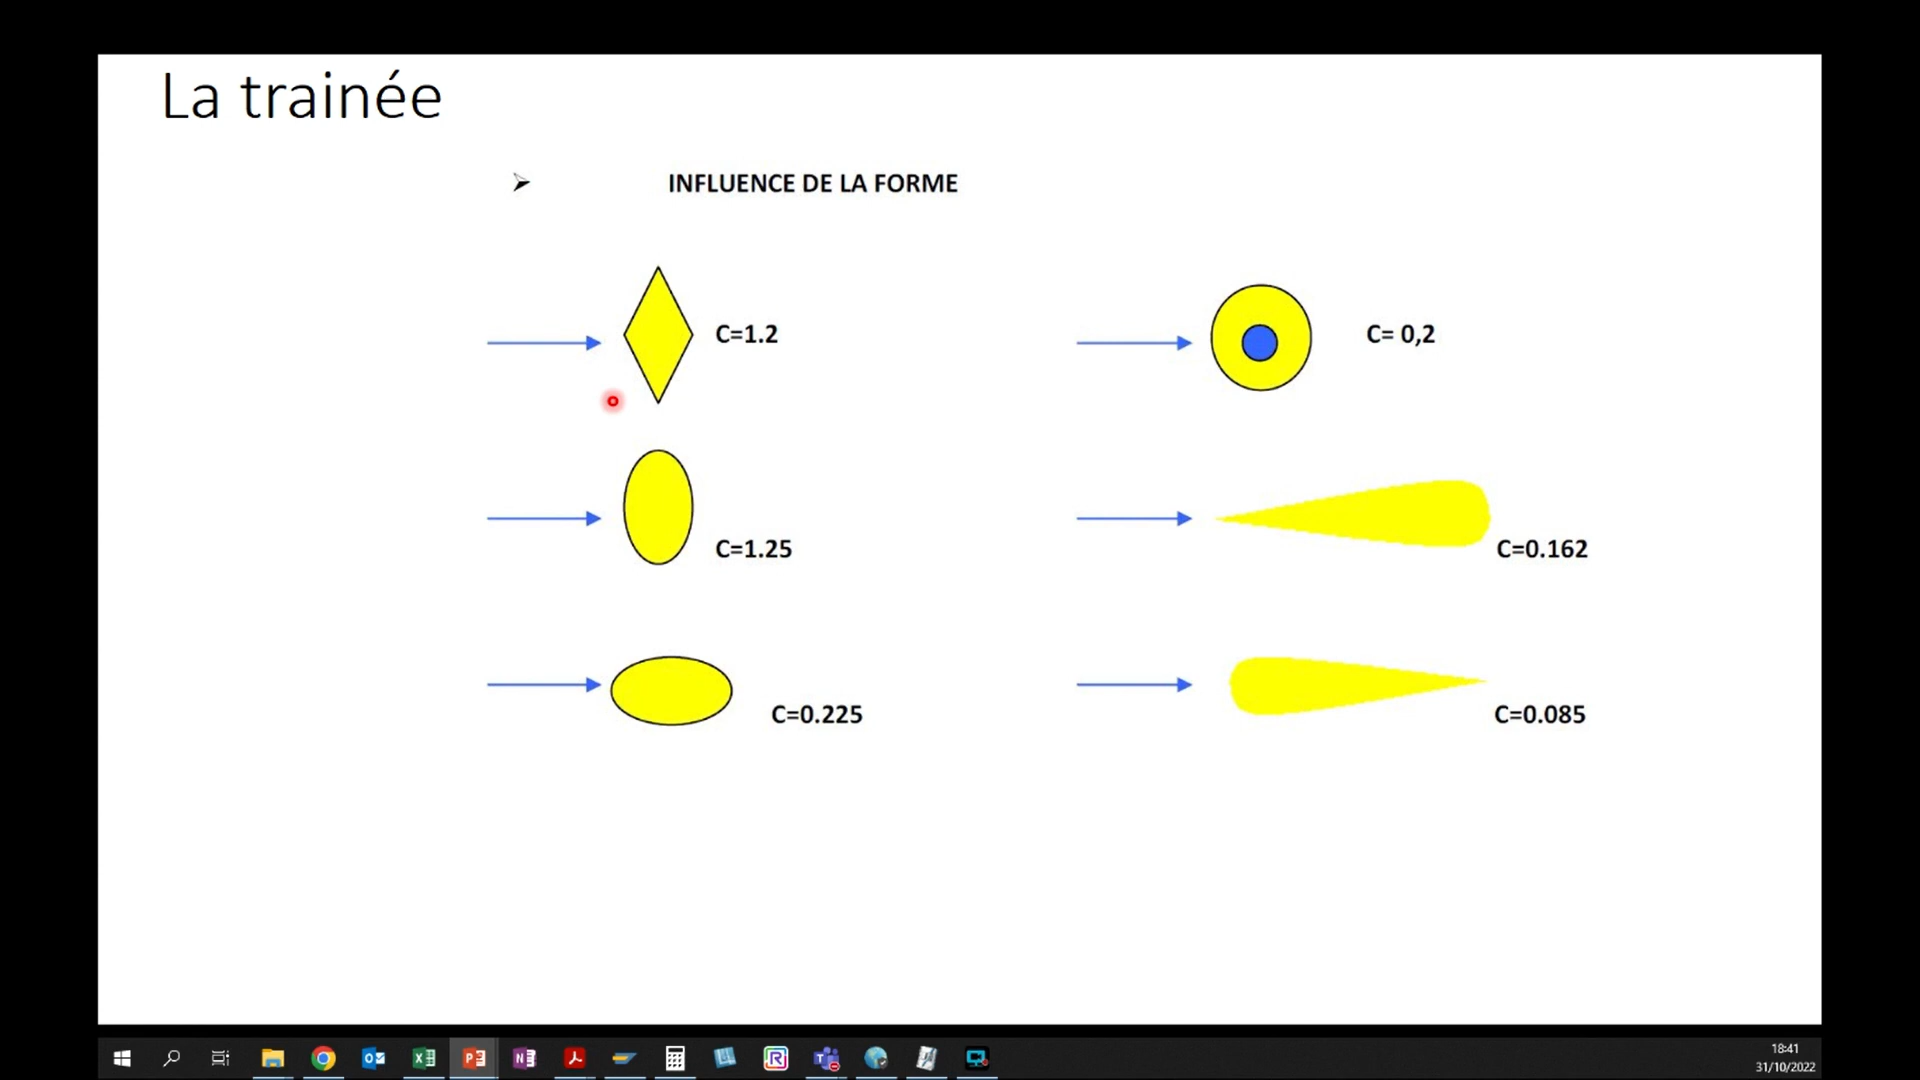 La trainée
INFLUENCE DE LA FORME
C=1.2
C= 0,2
C=1.25
C=0.162
C=0.225
C=0.085
18:41
31/10/2022